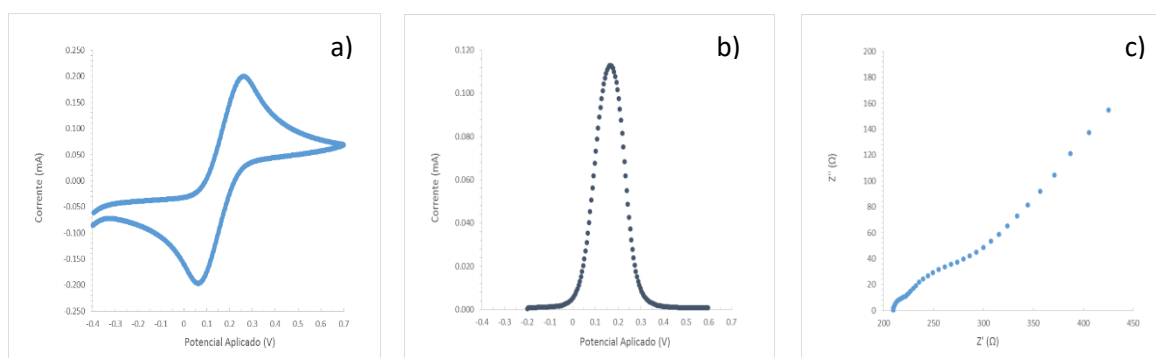 a)
0.250
0.200
0.150
0.100
0.050
0.000
-0.050
-0.100
-0.150
-0.200
0.250
Corrente (mA)
-0.4 -0.3 -0.2 -0.1 0 0.1 0.2 0.3 0.4 0.5 0.6 0.7
Potencial Aplicado (V)
b)
0.120
0.100
0.080
0.060
0.040
0.020
0.000
Corrente (mA)
-0.4 -0.3 -0.2 -0.1 0 0.1 0.2 0.3 0.4 0.5 0.6 0.7
Potencial Aplicado (V)
c)
200
180
160
140
120
100
80
60
40
20
0
Z'' (Ω)
200 250 300 350 400 450
Z' (Ω)